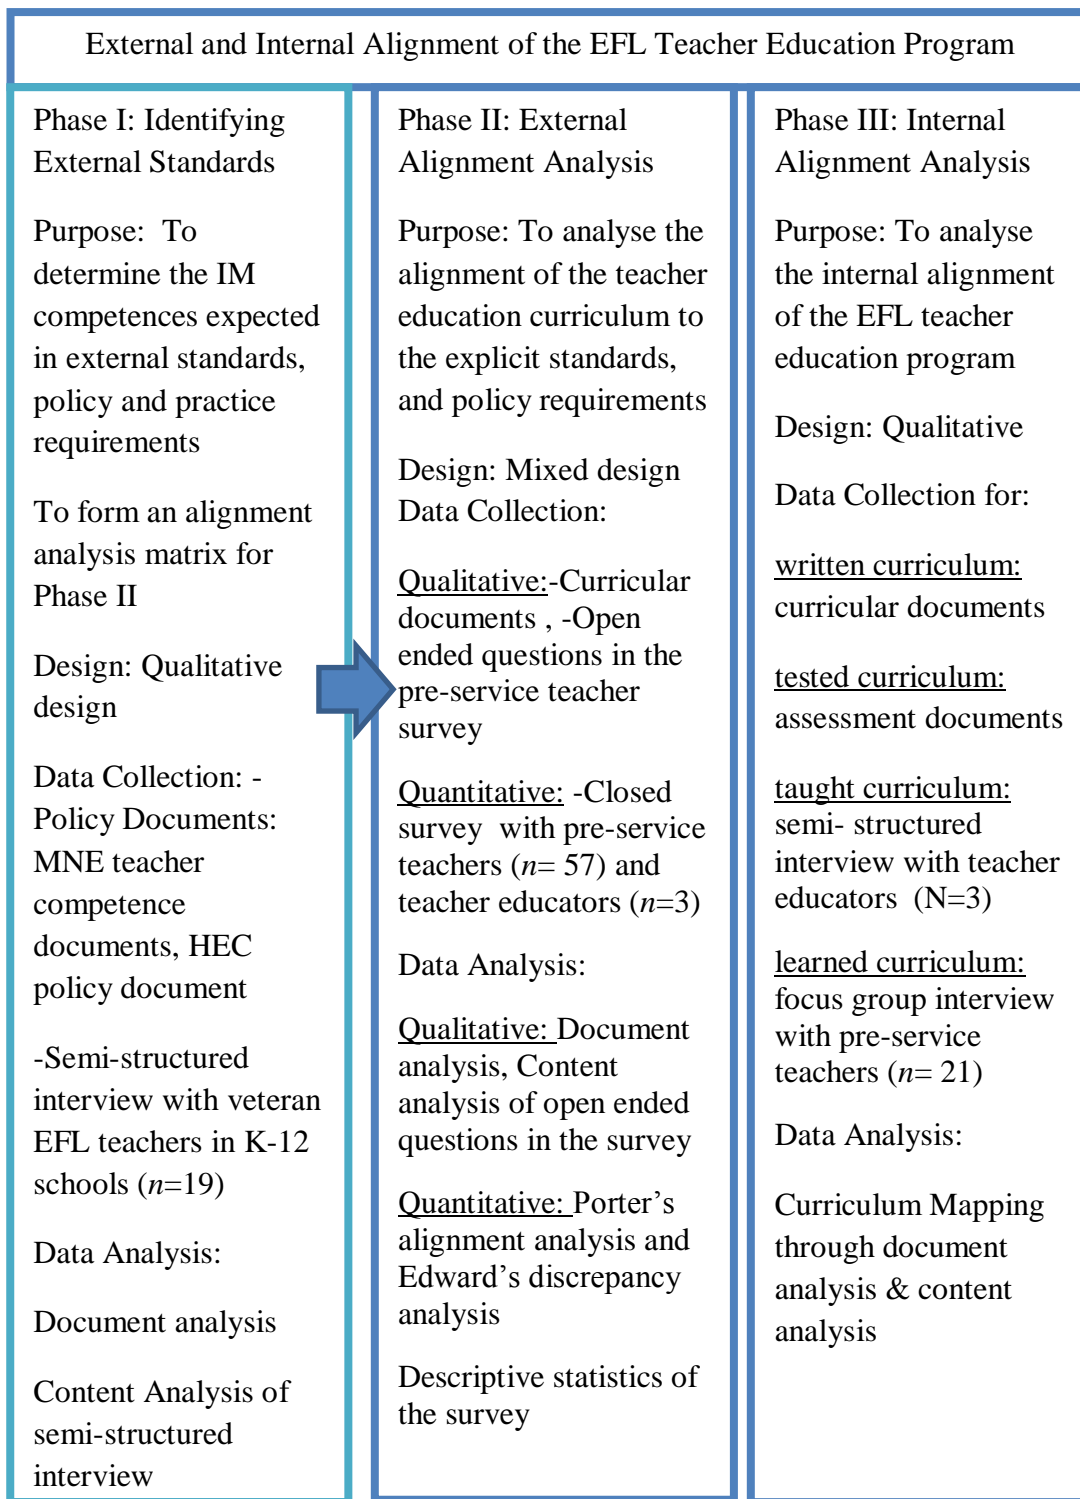 External and Internal Alignment of the EFL Teacher Education Program
Phase I: Identifying
External Standards
Purpose:  To
determine the IM
competences expected
in external standards,
policy and practice
requirements
To form an alignment
analysis matrix for
Phase II
Design: Qualitative
design
Data Collection: -
Policy Documents:
MNE teacher
competence
documents, HEC
policy document
-Semi-structured
interview with veteran
EFL teachers in K-12
schools (n=19)
Data Analysis:
Document analysis
Content Analysis of
semi-structured
interview
Phase II: External
Alignment Analysis
Purpose: To analyse the
alignment of the teacher
education curriculum to
the explicit standards,
and policy requirements
Design: Mixed design
Data Collection:
Qualitative:-Curricular
documents , -Open
ended questions in the
pre-service teacher
survey
Quantitative: -Closed
survey  with pre-service
teachers (n= 57) and
teacher educators (n=3)
Data Analysis:
Qualitative: Document
analysis, Content
analysis of open ended
questions in the survey
Quantitative: Porter’s
alignment analysis and
Edward’s discrepancy
analysis
Descriptive statistics of
the survey
Phase III: Internal
Alignment Analysis
Purpose: To analyse
the internal alignment
of the EFL teacher
education program
Design: Qualitative
Data Collection for:
written curriculum:
curricular documents
tested curriculum:
assessment documents
taught curriculum:
semi- structured
interview with teacher
educators  (N=3)
learned curriculum:
focus group interview
with pre-service
teachers (n= 21)
Data Analysis:
Curriculum Mapping
through document
analysis & content
analysis